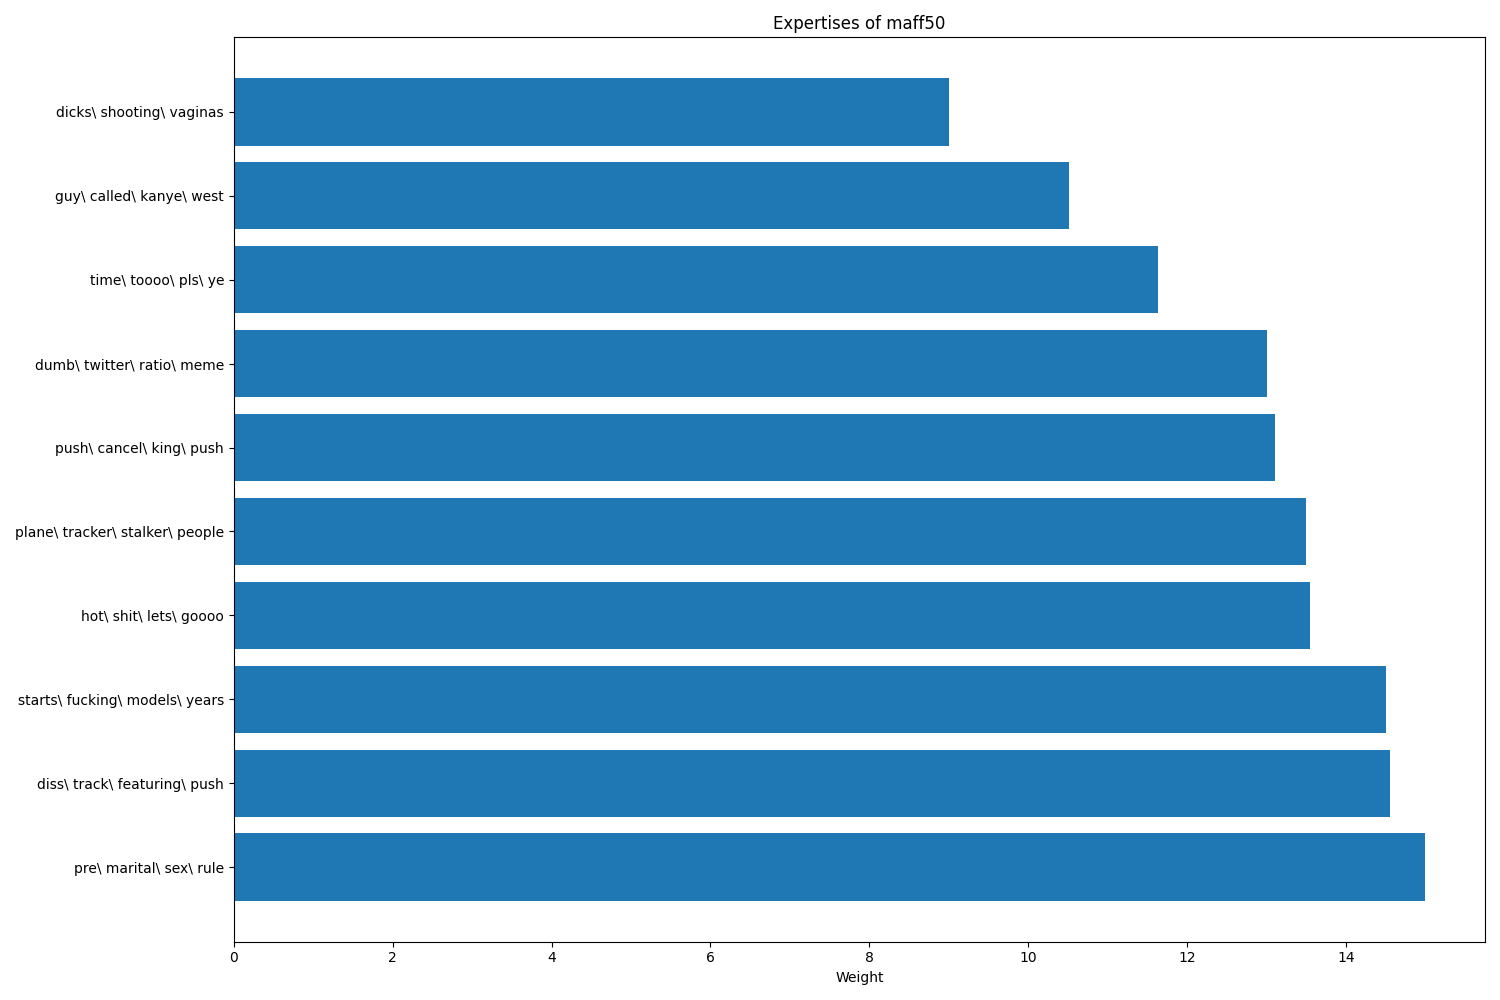 Expertises of maff50
dicks\ shooting\ vaginas
guy\ called\ kanye\ west
time\ toooo\ pls\ ye
dumb\ twitter\ ratio\ meme
push\ cancel\ king\ push
plane\ tracker\ stalker\ people
hot\ shit\ lets\ goooo
starts\ fucking\ models\ years
diss\ track\ featuring\ push
pre\ marital\ sex\ rule
0 2 4 6 8 10 12 14
Weight